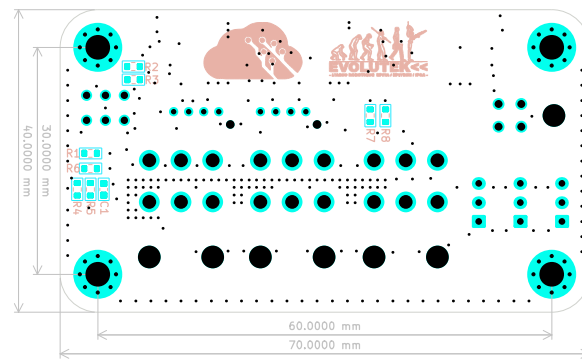 R2
R3
EVOLUTEK<<
R7
R8
R1
R6
R4
R5
C1
40.0000 mm
30.0000 mm
60.0000 mm
70.0000 mm